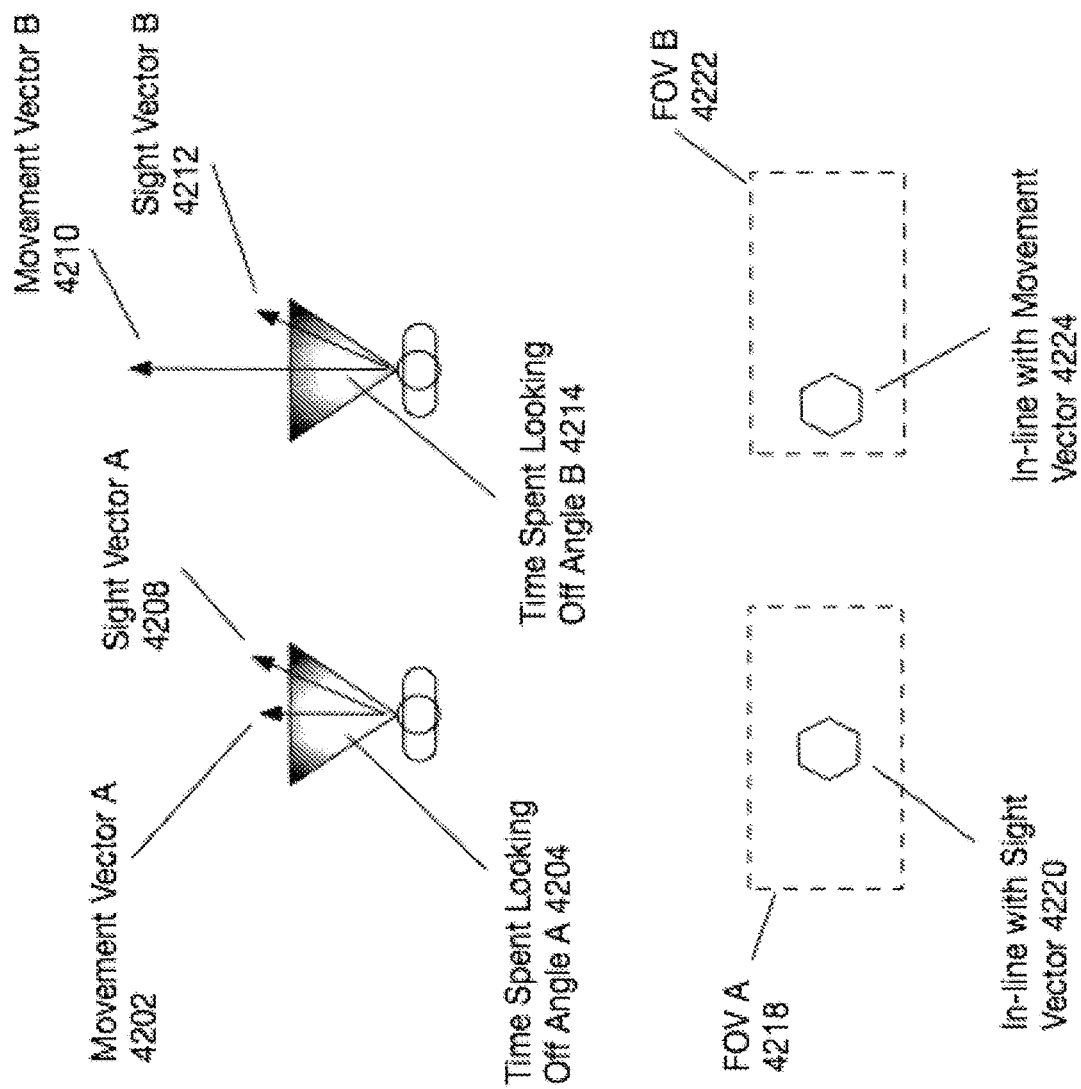 Movement Vector A
4202
Sight Vector A
4208
Movement Vector B
4210
Sight Vector B
4212
Time Spent Looking
Off Angle A 4204
Time Spent Looking
Off Angle B 4214
FOV A
4218
FOV B
4222
In-line with Sight
Vector 4220
In-line with Movement
Vector 4224